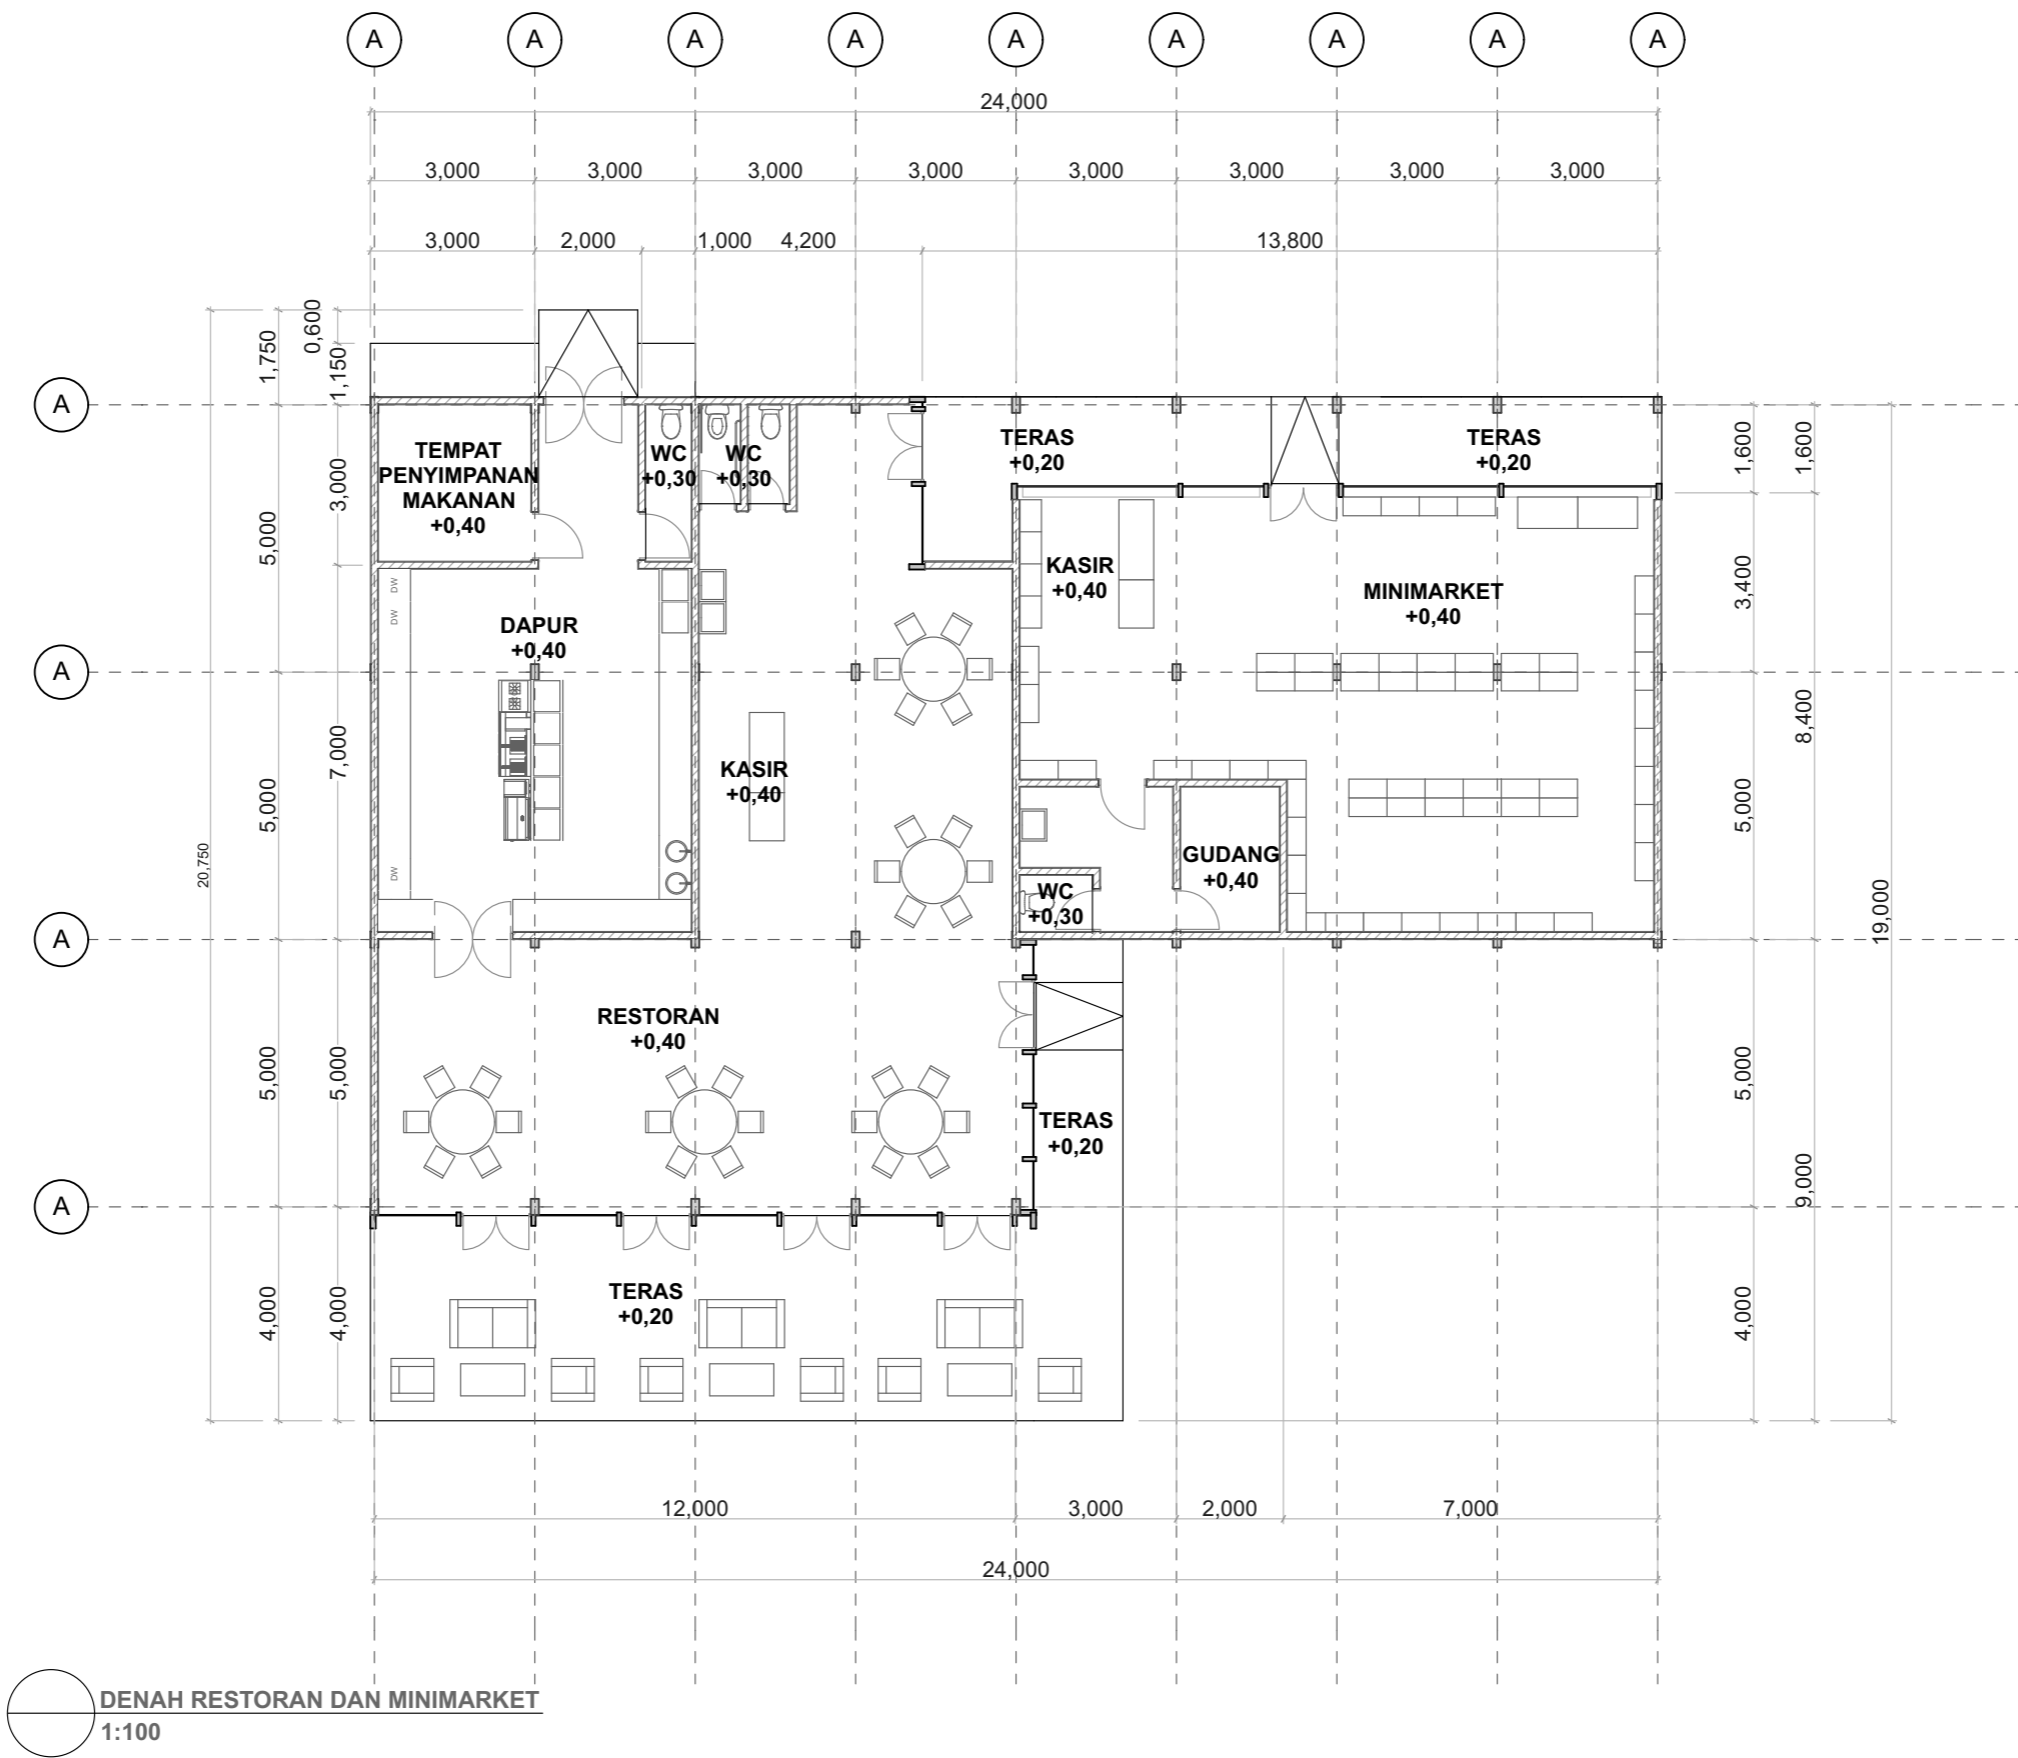 A A A A A A A A A
24,000
3,000 3,000 3,000 3,000 3,000 3,000 3,000 3,000
3,000 2,000 1,000 4,200 13,800
0,600
1,750
1,150
A
TERAS
+0,20
TERAS
+0,20
1,600
1,600
TEMPAT
PENYIMPANAN
MAKANAN
+0,40
WC
+0,30
WC
+0,30
3,000
5,000
KASIR
+0,40
MINIMARKET
+0,40
3,400
DW
DW
DAPUR
+0,40
A
7,000
8,400
KASIR
+0,40
5,000
5,000
20,750
DW
GUDANG
+0,40
WC
+0,30
19,000
A
RESTORAN
+0,40
5,000
5,000
5,000
TERAS
+0,20
9,000
A
TERAS
+0,20
4,000
4,000
4,000
12,000 3,000 2,000 7,000
24,000
DENAH RESTORAN DAN MINIMARKET
1:100